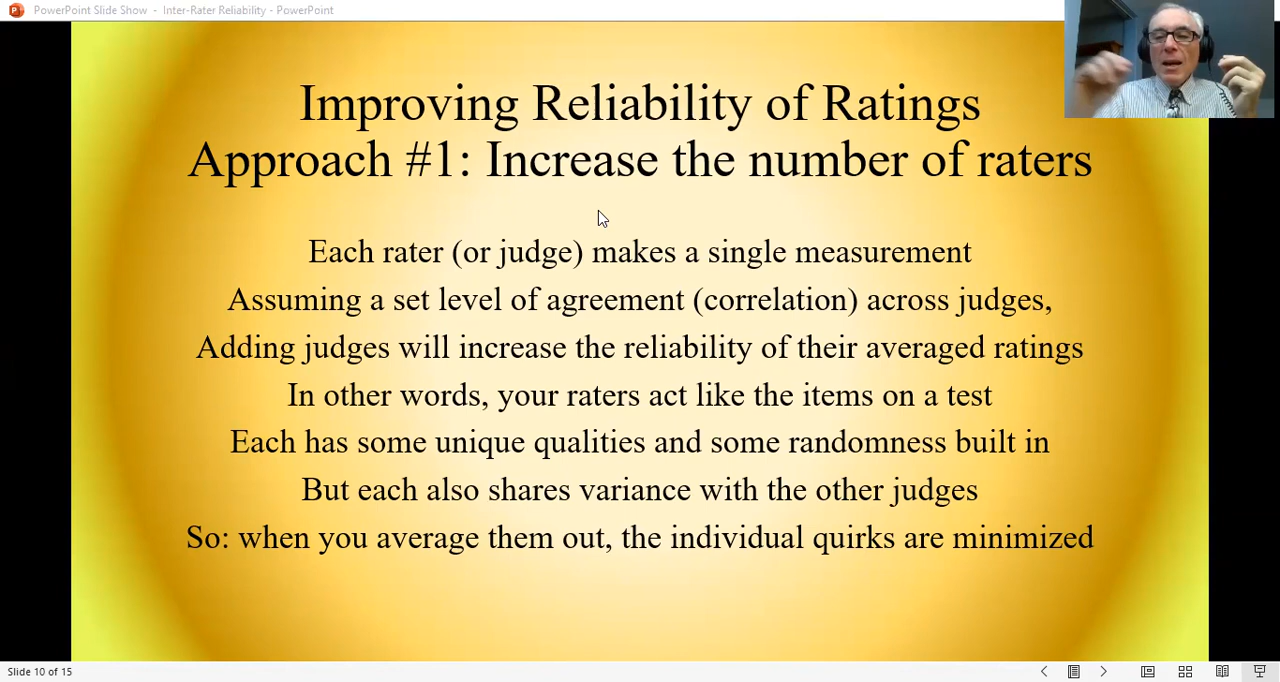 PowerPoint Slide Show - Inter-Rater Reliability - PowerPoint
Improving Reliability of Ratings
Approach #1: Increase the number of raters
Each rater (or judge) makes a single measurement
Assuming a set level of agreement (correlation) across judges,
Adding judges will increase the reliability of their averaged ratings
In other words, your raters act like the items on a test
Each has some unique qualities and some randomness built in
But each also shares variance with the other judges
So: when you average them out, the individual quirks are minimized
Slide 10 of 15